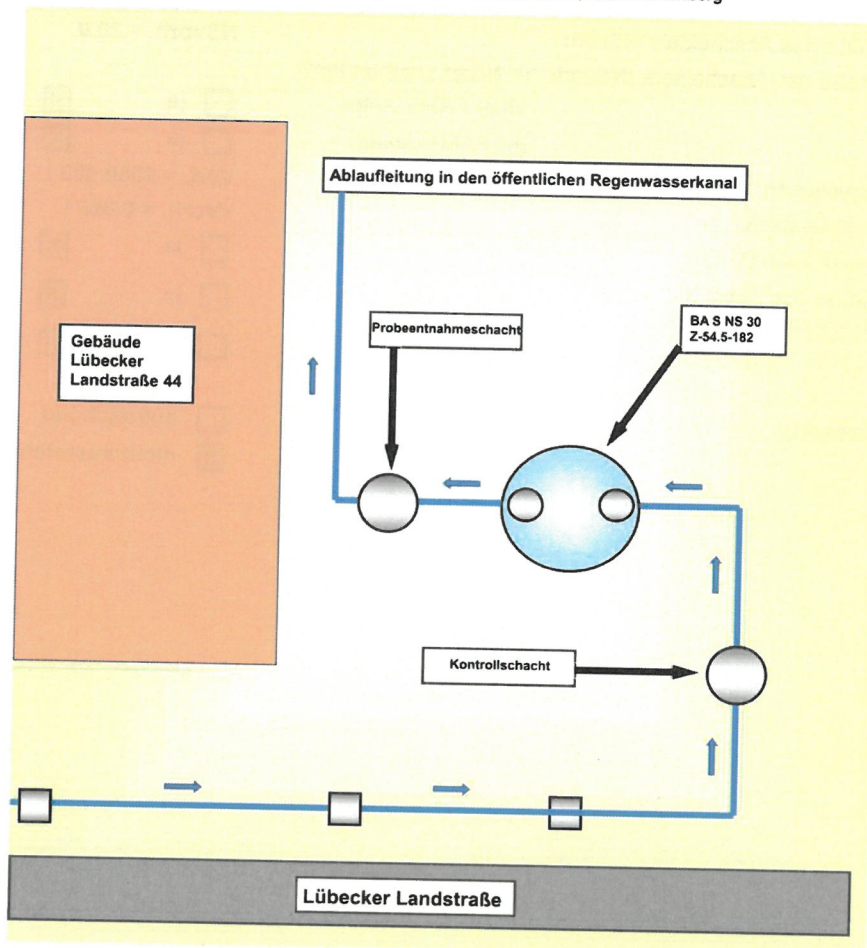 Ablaufleitung in den öffentlichen Regenwasserkanal
Gebäude
Lübecker
Landstraße 44
Probeentnahmeschacht
BA S NS 30
Z-54.5-182
Kontrollschacht
Lübecker Landstraße